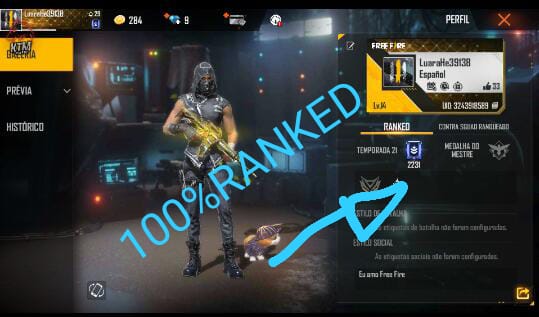 LuaraHe39138
29
284
9
PERFIL
GALERIA
PRÉVIA
HISTÓRICO
FREE FIRE
LuaraHe39138
Español
33
Lv.14
UID: 3243918589
RANKED
CONTRA SQUAD RANQUEADO
TEMPORADA 21
2231
MEDALHA DO MESTRE
100%RANKED
ESTILO DE BATALHA
As etiquetas de batalha não foram configuradas.
ESTILO SOCIAL
As etiquetas sociais não foram configuradas.
Eu amo Free Fire